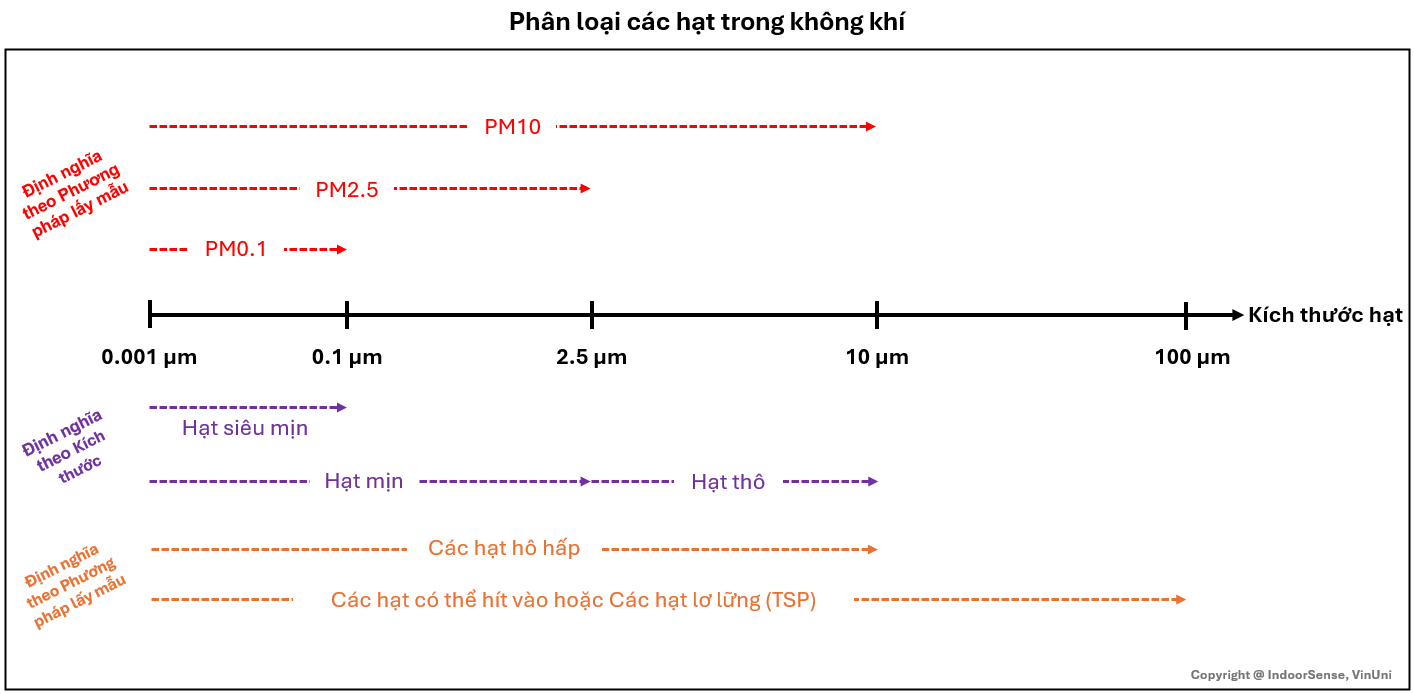 Phân loại các hạt trong không khí
PM10
Định nghĩa
theo Phương
pháp lấy mẫu
PM2.5
PM0.1
Kích thước hạt
0.001 µm
0.1 µm
2.5 µm
10 µm
100 µm
Định nghĩa
theo Kích
thước
Hạt siêu mịn
Hạt mịn
Hạt thô
Định nghĩa
theo Phương
pháp lấy mẫu
Các hạt hô hấp
Các hạt có thể hít vào hoặc Các hạt lơ lững (TSP)
Copyright @ IndoorSense, VinUni